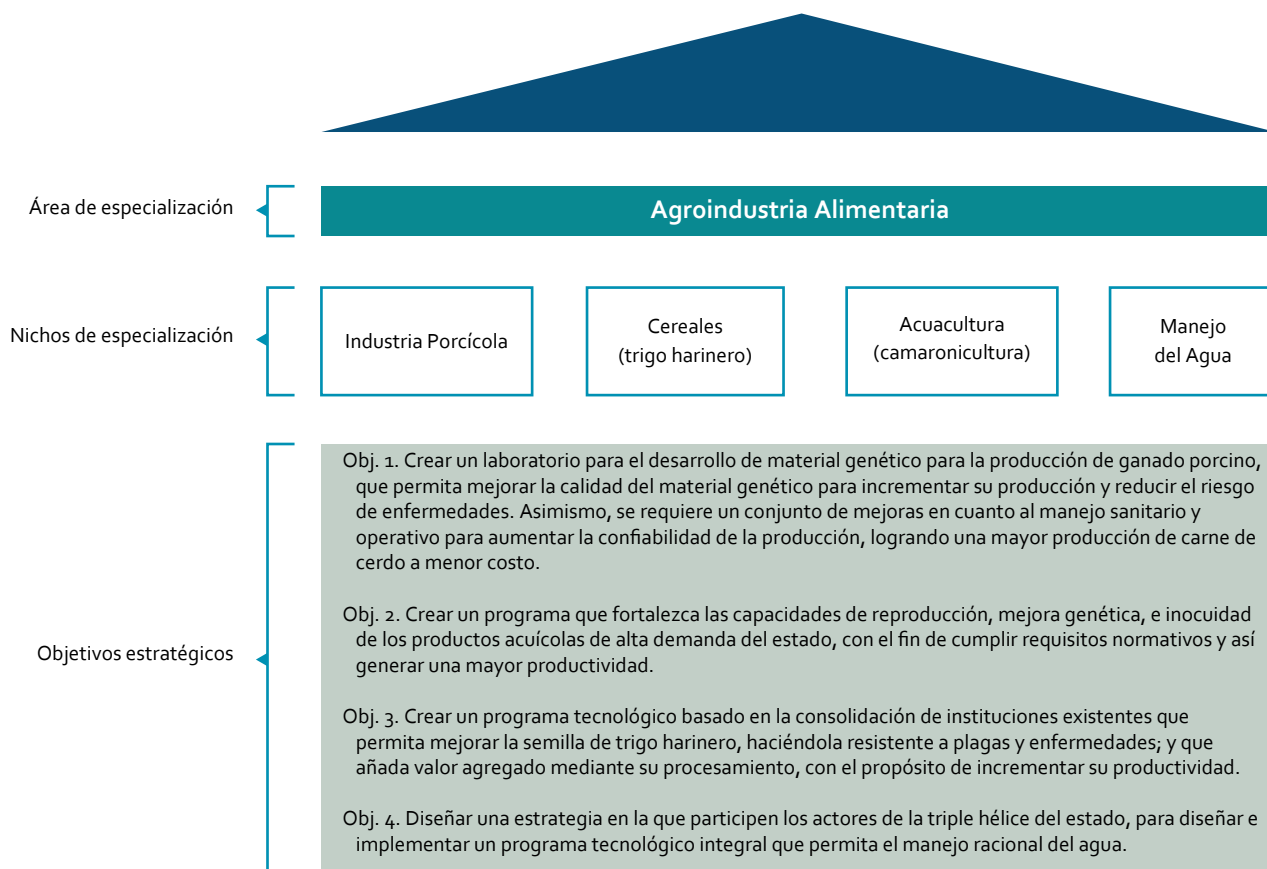 Área de especialización
Agroindustria Alimentaria
Nichos de especialización
Industria Porcícola
Cereales
(trigo harinero)
Acuacultura
(camaronicultura)
Manejo
del Agua
Objetivos estratégicos
Obj. 1. Crear un laboratorio para el desarrollo de material genético para la producción de ganado porcino,
que permita mejorar la calidad del material genético para incrementar su producción y reducir el riesgo
de enfermedades. Asimismo, se requiere un conjunto de mejoras en cuanto al manejo sanitario y
operativo para aumentar la confiabilidad de la producción, logrando una mayor producción de carne de
cerdo a menor costo.
Obj. 2. Crear un programa que fortalezca las capacidades de reproducción, mejora genética, e inocuidad
de los productos acuícolas de alta demanda del estado, con el fin de cumplir requisitos normativos y así
generar una mayor productividad.
Obj. 3. Crear un programa tecnológico basado en la consolidación de instituciones existentes que
permita mejorar la semilla de trigo harinero, haciéndola resistente a plagas y enfermedades; y que
añada valor agregado mediante su procesamiento, con el propósito de incrementar su productividad.
Obj. 4. Diseñar una estrategia en la que participen los actores de la triple hélice del estado, para diseñar e
implementar un programa tecnológico integral que permita el manejo racional del agua.